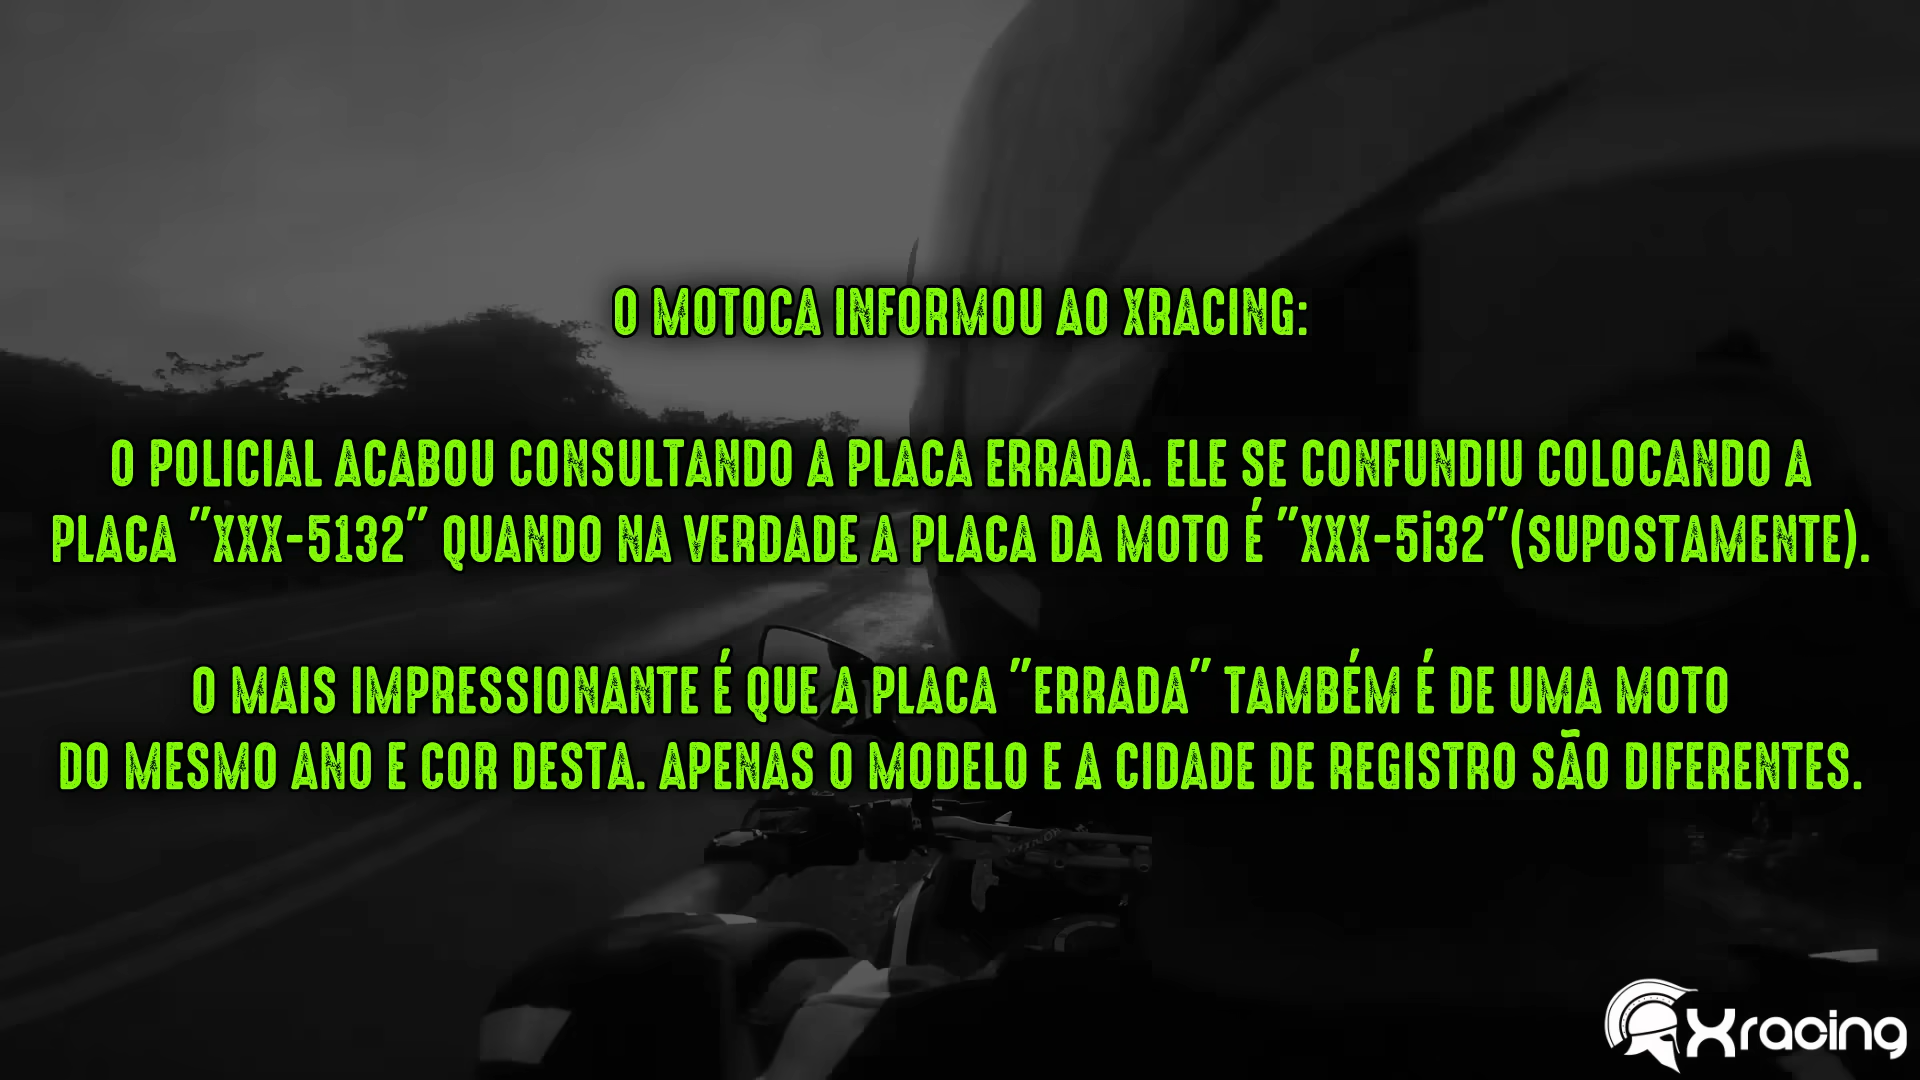 O MOTOCA INFORMOU AO XRACING:
O POLICIAL ACABOU CONSULTANDO A PLACA ERRADA. ELE SE CONFUNDIU COLOCANDO A
PLACA "XXX-5132" QUANDO NA VERDADE A PLACA DA MOTO É "XXX-5i32"(SUPOSTAMENTE).
O MAIS IMPRESSIONANTE É QUE A PLACA "ERRADA" TAMBÉM É DE UMA MOTO
DO MESMO ANO E COR DESTA. APENAS O MODELO E A CIDADE DE REGISTRO SÃO DIFERENTES.
Xracing